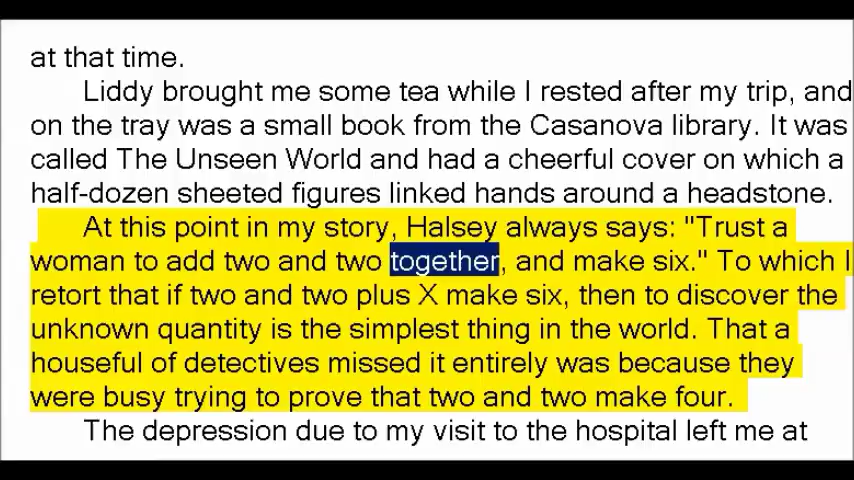 at that time.
Liddy brought me some tea while I rested after my trip, and
on the tray was a small book from the Casanova library. It was
called The Unseen World and had a cheerful cover on which a
half-dozen sheeted figures linked hands around a headstone.
At this point in my story, Halsey always says: "Trust a
woman to add two and two together, and make six." To which I
retort that if two and two plus X make six, then to discover the
unknown quantity is the simplest thing in the world. That a
houseful of detectives missed it entirely was because they
were busy trying to prove that two and two make four.
The depression due to my visit to the hospital left me at